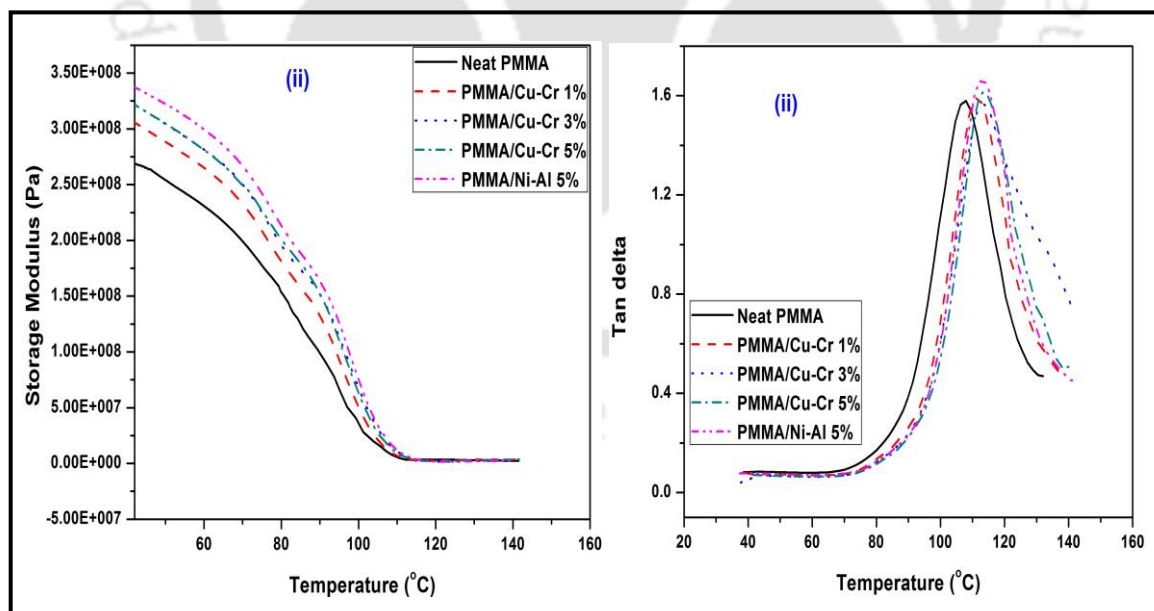 (ii)
Neat PMMA
PMMA/Cu-Cr 1%
PMMA/Cu-Cr 3%
PMMA/Cu-Cr 5%
PMMA/Ni-Al 5%
Storage Modulus (Pa)
3.50E+008
3.00E+008
2.50E+008
2.00E+008
1.50E+008
1.00E+008
5.00E+007
0.00E+000
-5.00E+007
60 80 100 120 140 160
Temperature (°C)
(ii)
Tan delta
1.6
1.2
0.8
0.4
0.0
Neat PMMA
PMMA/Cu-Cr 1%
PMMA/Cu-Cr 3%
PMMA/Cu-Cr 5%
PMMA/Ni-Al 5%
20 40 60 80 100 120 140 160
Temperature (°C)